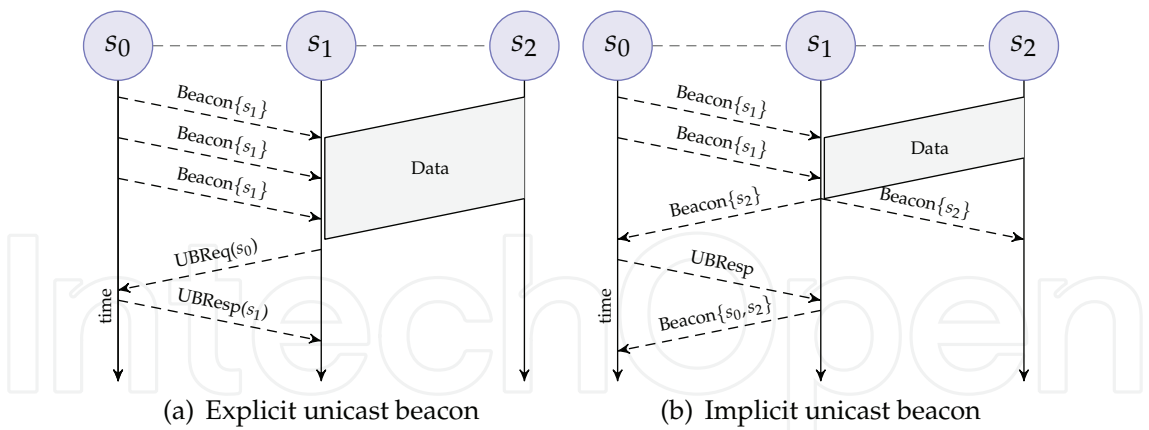 s0 s1 s2
Beacon{s1}
Beacon{s1}
Beacon{s1}
Data
UBReq(s0)
UBResp(s1)
time
(a) Explicit unicast beacon
s0 s1 s2
Beacon{s1}
Beacon{s1}
Data
Beacon{s2}
Beacon{s2}
UBResp
Beacon{s0,s2}
time
(b) Implicit unicast beacon
IntechOpen